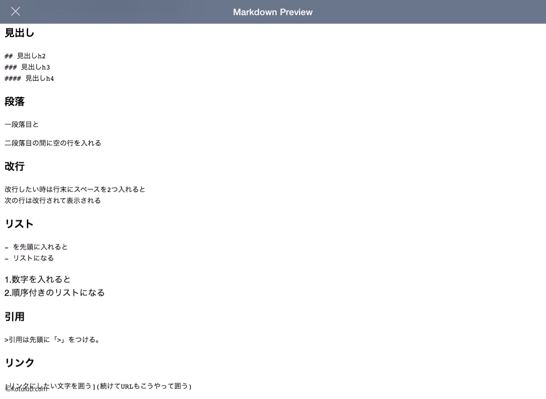 Markdown Preview
見出し
## 見出しh2
### 見出しh3
#### 見出しh4
段落
一段落目と
二段落目の間に空の行を入れる
改行
改行したい時は行末にスペースを2つ入れると
次の行は改行されて表示される
リスト
- を先頭に入れると
- リストになる
1.数字を入れると
2.順序付きのリストになる
引用
>引用は先頭に「>」をつける。
リンク
[リンクにしたい文字を囲う](続けてURLもこうやって囲う)